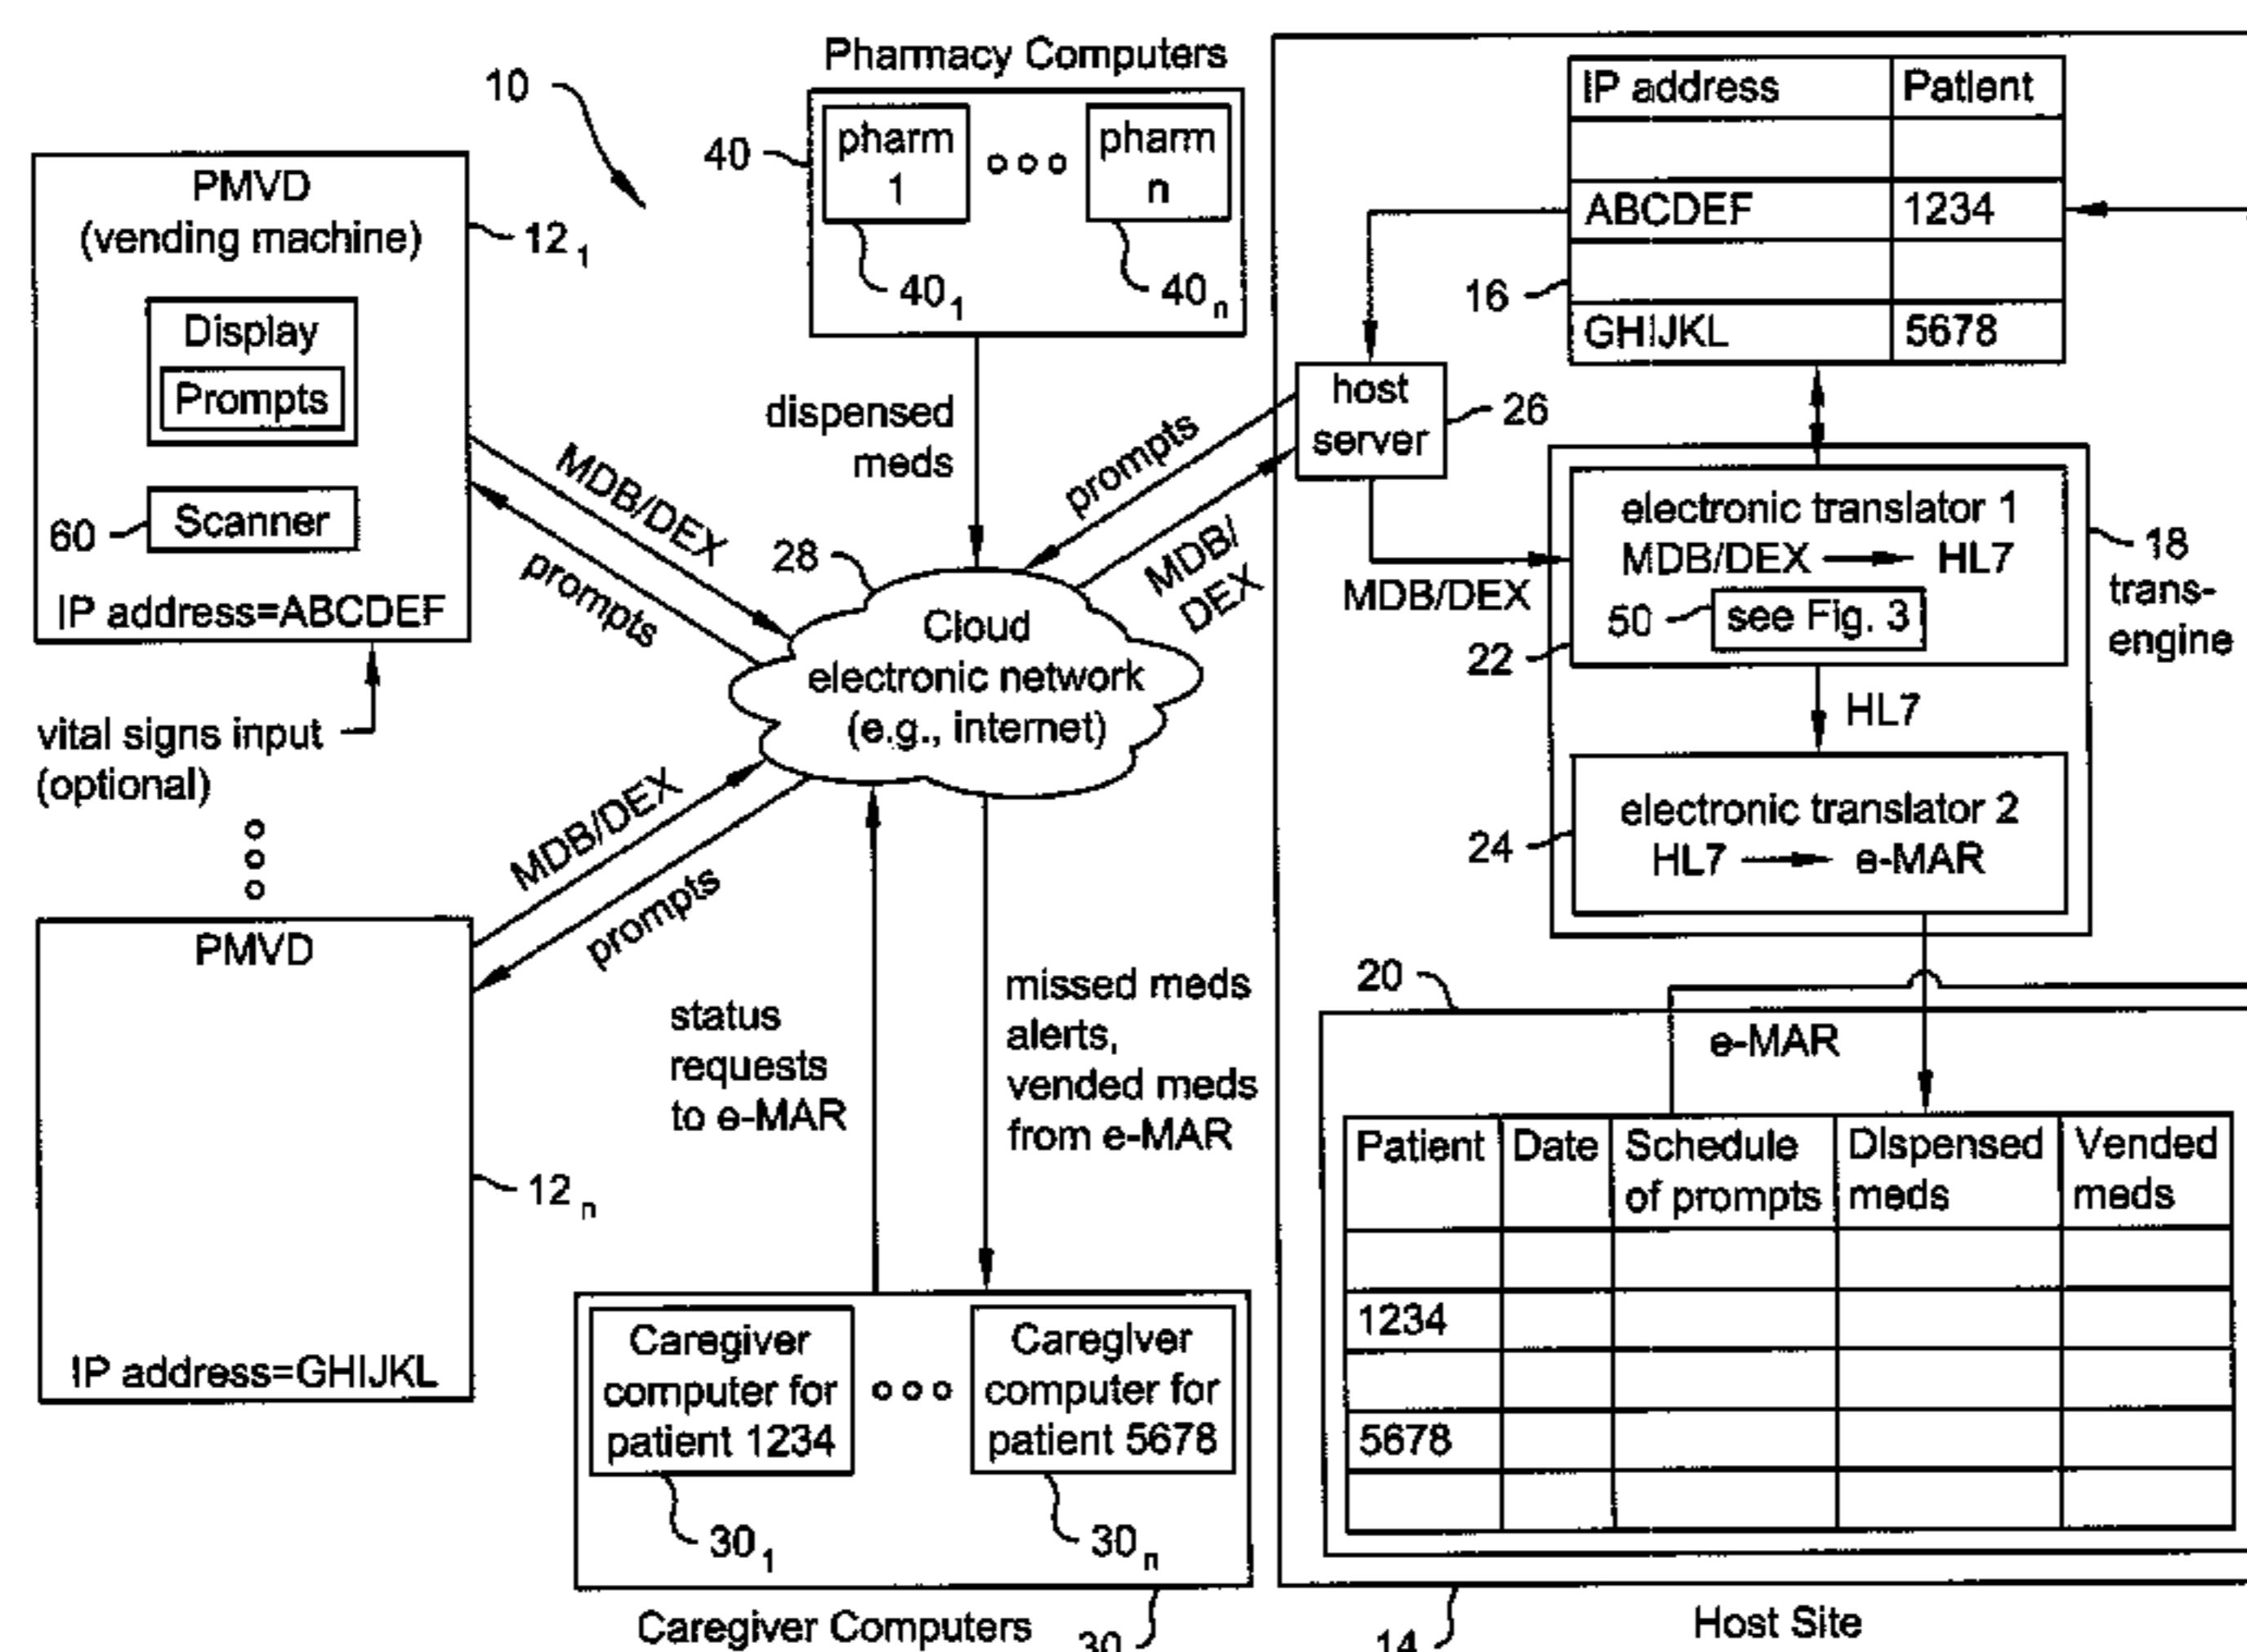 10
PMVD
(vending machine)
12 1
Display
Prompts
60
Scanner
IP address=ABCDEF
vital signs input
(optional)
PMVD
12 n
IP address=GHIJKL
MDB/DEX
prompts
MDB/DEX
prompts
Pharmacy Computers
40
pharm
1
pharm
n
40 1
40 n
dispensed
meds
28
Cloud
electronic network
(e.g., internet)
prompts
MDB/
DEX
status
requests
to e-MAR
missed meds
alerts,
vended meds
from e-MAR
Caregiver
computer for
patient 1234
Caregiver
computer for
patient 5678
30 1
30 n
Caregiver Computers
30
IP address Patient
ABCDEF 1234
GHIJKL 5678
16
host
server
26
MDB/DEX
electronic translator 1
MDB/DEX HL7
50
see Fig. 3
22
18
trans-
engine
HL7
electronic translator 2
HL7 e-MAR
24
20
e-MAR
Patient Date Schedule of prompts Dispensed meds Vended meds
1234
5678
14
Host Site